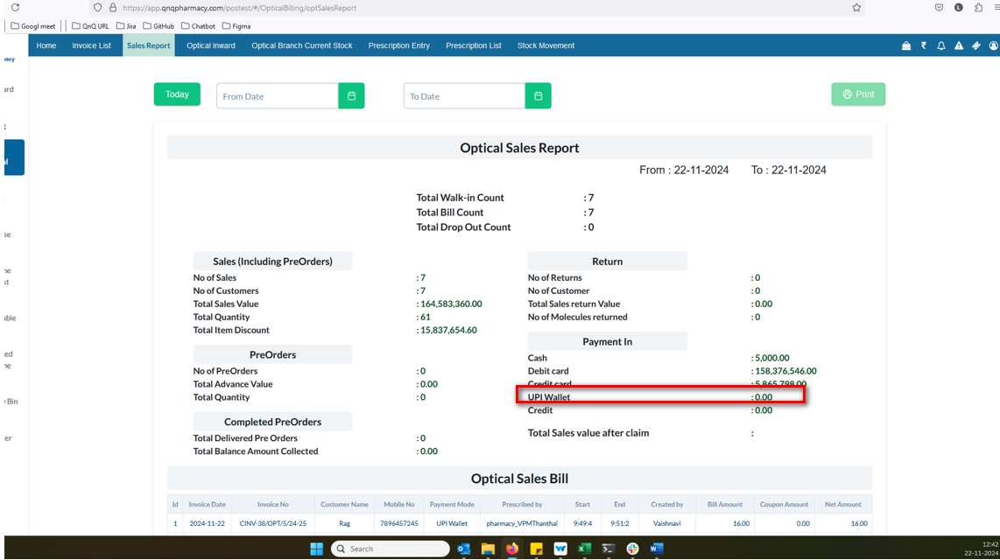 https://app.qnqpharmacy.com/postest/#/OpticalBilling/optSalesReport
Googl meet QnQ URL Jira GitHub Chatbot Figma
Home Invoice List Sales Report Optical Inward Optical Branch Current Stock Prescription Entry Prescription List Stock Movement
Today From Date To Date Print
Optical Sales Report
From : 22-11-2024 To : 22-11-2024
Total Walk-in Count : 7
Total Bill Count : 7
Total Drop Out Count : 0
Sales (Including PreOrders)
No of Sales : 7
No of Customers : 7
Total Sales Value : 164,583,360.00
Total Quantity : 61
Total Item Discount : 15,837,654.60
PreOrders
No of PreOrders : 0
Total Advance Value : 0.00
Total Quantity : 0
Completed PreOrders
Total Delivered Pre Orders : 0
Total Balance Amount Collected : 0.00
Return
No of Returns : 0
No of Customer : 0
Total Sales return Value : 0.00
No of Molecules returned : 0
Payment In
Cash : 5,000.00
Debit card : 158,376,546.00
Credit card : 5,865,798.00
UPI Wallet : 0.00
Credit : 0.00
Total Sales value after claim :
Optical Sales Bill
Id Invoice Date Invoice No Customer Name Mobile No Payment Mode Prescribed by Start End Created by Bill Amount Coupon Amount Net Amount
1 2024-11-22 CINV-38/OPT/5/24-25 Rag 7896457245 UPI Wallet pharmacy_VPMThanthai 9:49:4 9:51:2 Vaishnavi 16.00 0.00 16.00
Search
12:42
22-11-2024